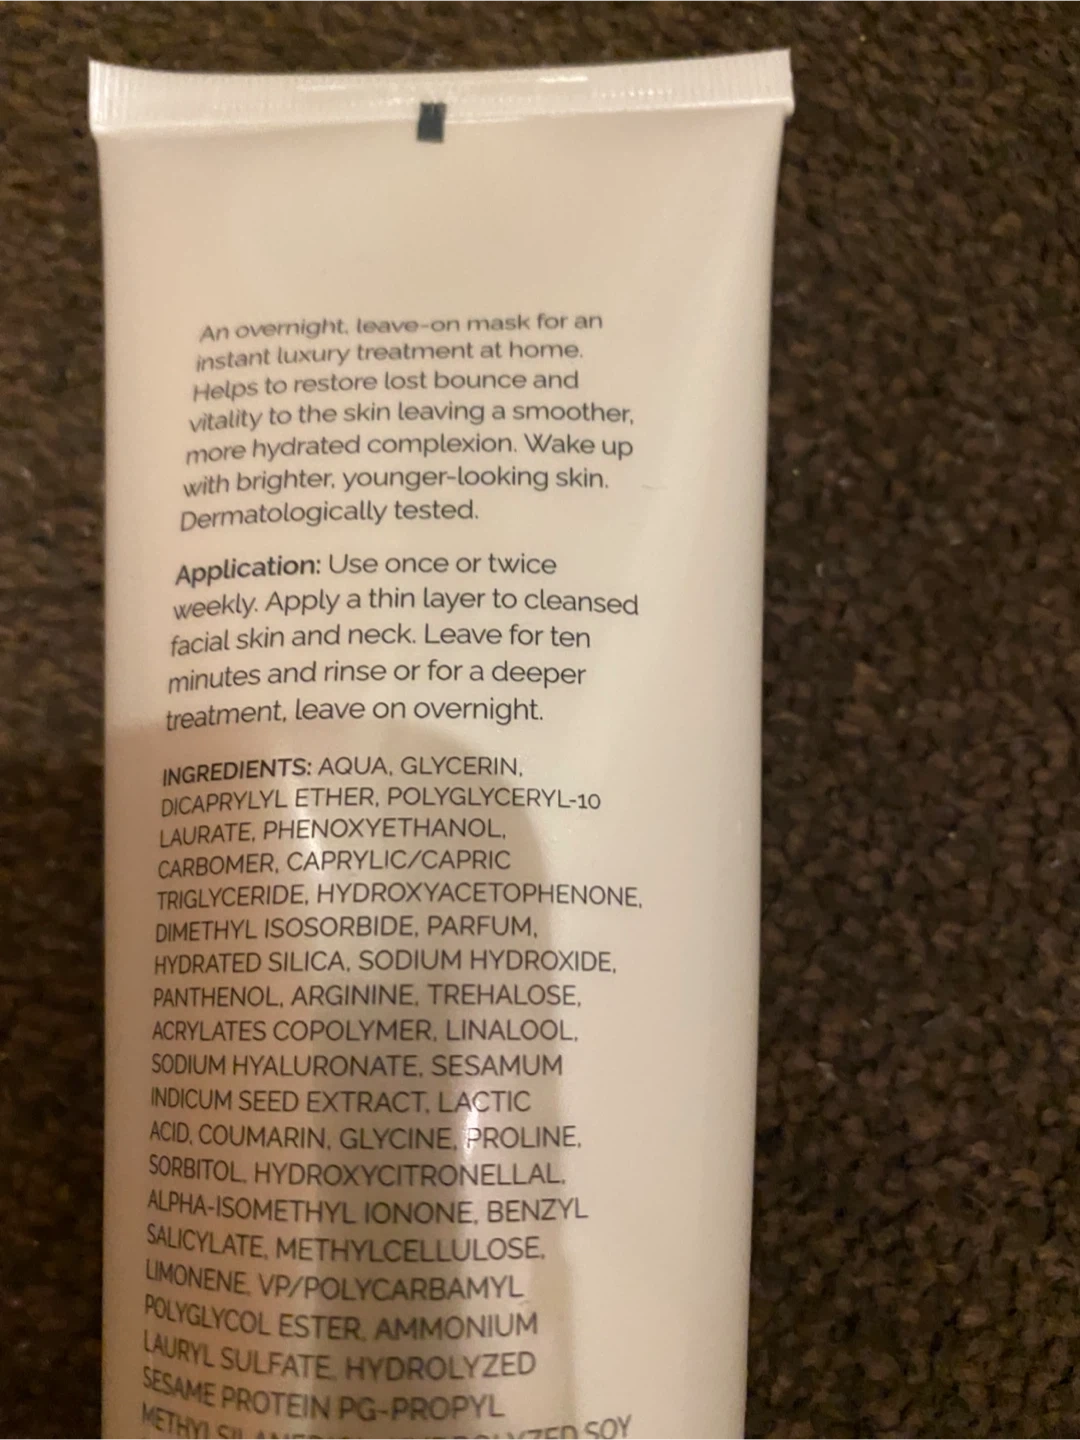 An overnight, leave-on mask for an
instant luxury treatment at home.
Helps to restore lost bounce and
vitality to the skin leaving a smoother,
more hydrated complexion. Wake up
with brighter, younger-looking skin.
Dermatologically tested.
Application: Use once or twice
weekly. Apply a thin layer to cleansed
facial skin and neck. Leave for ten
minutes and rinse or for a deeper
treatment, leave on overnight.
INGREDIENTS: AQUA, GLYCERIN,
DICAPRYLYL ETHER, POLYGLYCERYL-10
LAURATE, PHENOXYETHANOL,
CARBOMER, CAPRYLIC/CAPRIC
TRIGLYCERIDE, HYDROXYACETOPHENONE,
DIMETHYL ISOSORBIDE, PARFUM,
HYDRATED SILICA, SODIUM HYDROXIDE,
PANTHENOL, ARGININE, TREHALOSE,
ACRYLATES COPOLYMER, LINALOOL,
SODIUM HYALURONATE, SESAMUM
INDICUM SEED EXTRACT, LACTIC
ACID, COUMARIN, GLYCINE, PROLINE,
SORBITOL, HYDROXYCITRONELLAL,
ALPHA-ISOMETHYL IONONE, BENZYL
SALICYLATE, METHYLCELLULOSE,
LIMONENE, VP/POLYCARBAMYL
POLYGLYCOL ESTER, AMMONIUM
LAURYL SULFATE, HYDROLYZED
SESAME PROTEIN PG-PROPYL
METHYL SOY